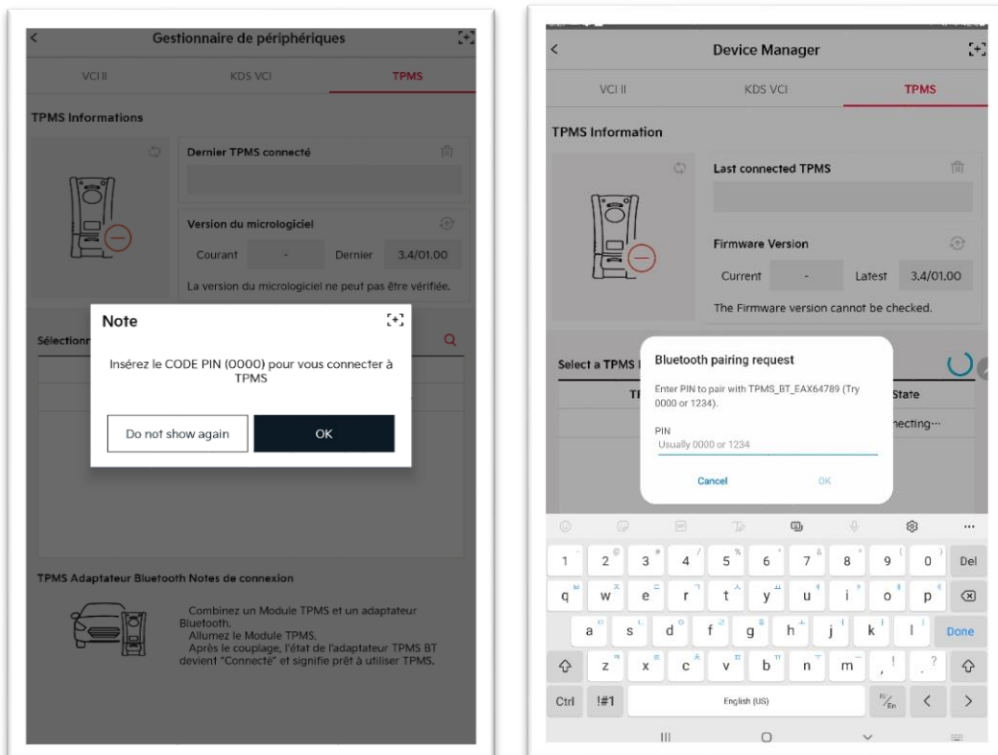 Gestionnaire de périphériques
VCI II KDS VCI TPMS
TPMS Informations
Dernier TPMS connecté
Version du micrologiciel
Courant - Dernier 3.4/01.00
La version du micrologiciel ne peut pas être vérifiée.
Note
Sélectionn
Insérez le CODE PIN (0000) pour vous connecter à
TPMS
Do not show again OK
TPMS Adaptateur Bluetooth Notes de connexion
Combinez un Module TPMS et un adaptateur
Bluetooth.
Allumez le Module TPMS,
Après le couplage, l'état de l'adaptateur TPMS BT
devient "Connecté" et signifie prêt à utiliser TPMS.
Device Manager
VCI II KDS VCI TPMS
TPMS Information
Last connected TPMS
Firmware Version
Current - Latest 3.4/01.00
The Firmware version cannot be checked.
Select a TPMS
Bluetooth pairing request
Enter PIN to pair with TPMS_BT_EAX64789 (Try
0000 or 1234).
State
necting...
PIN
Usually 0000 or 1234
Cancel OK
1 2 3 4 5 6 7 8 9 0 Del
q w e r t y u i o p
a s d f g h j k l Done
z x c v b n m , ! . ?
Ctrl !#1 English (US) < >